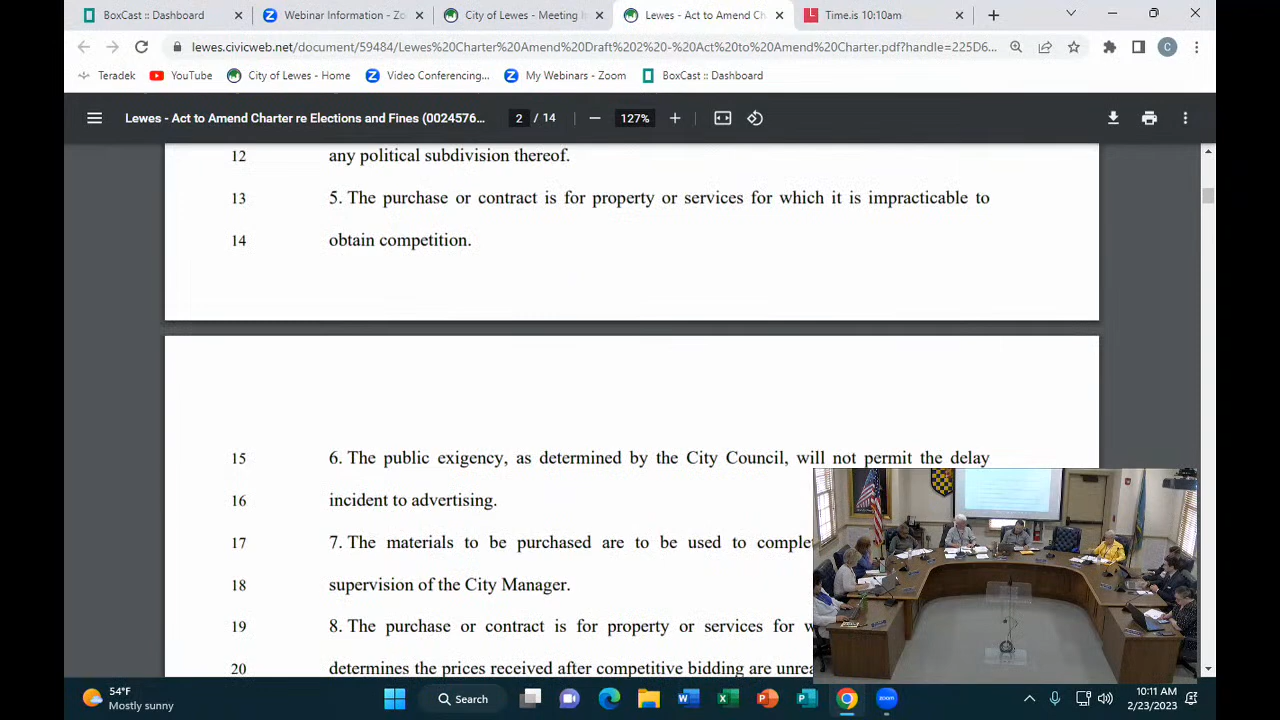 BoxCast :: Dashboard
Webinar Information - Zo
City of Lewes - Meeting I
Lewes - Act to Amend Ch
Time.is 10:10am
lewes.civicweb.net/document/59484/Lewes%20Charter%20Amend%20Draft%202%20-%20Act%20to%20Amend%20Charter.pdf?handle=225D6...
C
Teradek
YouTube
City of Lewes - Home
Video Conferencing,...
My Webinars - Zoom
BoxCast :: Dashboard
Lewes - Act to Amend Charter re Elections and Fines (0024576...
2 / 14
127%
12 any political subdivision thereof.
13 5. The purchase or contract is for property or services for which it is impracticable to
14 obtain competition.
15 6. The public exigency, as determined by the City Council, will not permit the delay
16 incident to advertising.
17 7. The materials to be purchased are to be used to comple
18 supervision of the City Manager.
19 8. The purchase or contract is for property or services for w
20 determines the prices received after competitive bidding are unrea
54°F
Mostly sunny
Search
zoom
10:11 AM
2/23/2023